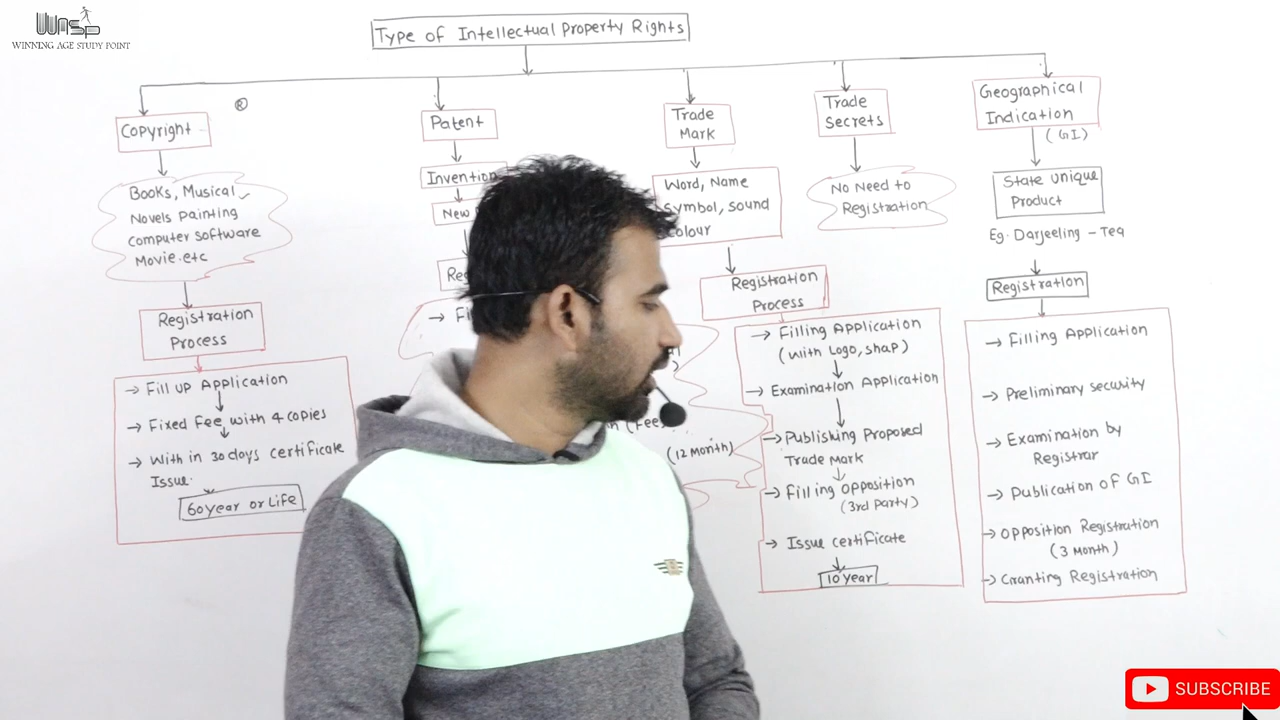 WASP
WINNING AGE STUDY POINT
Type of Intellectual Property Rights
®
Copyright
Books, Musical
Novels painting
computer software
Movie.etc
Registration
Process
→ Fill up Application
→ Fixed Fee with 4 copies
→ With in 30 days certificate
Issue.
60 year or Life
Patent
Invention
New
→
(12 Month)
Trade
Mark
Word, Name
symbol, sound
colour
Registration
Process
→ Filling Application
(with Logo, shap)
→ Examination Application
→ Publishing Proposed
Trade Mark
→ Filling Opposition
(3rd Party)
→ Issue certificate
10 year
Trade
Secrets
No Need to
Registration
Geographical
Indication
(GI)
State unique
Product
Eg. Darjeeling - Tea
Registration
→ Filling Application
→ Preliminary security
→ Examination by
Registrar
→ Publication of GI
→ Opposition Registration
(3 Month)
→ Granting Registration
SUBSCRIBE